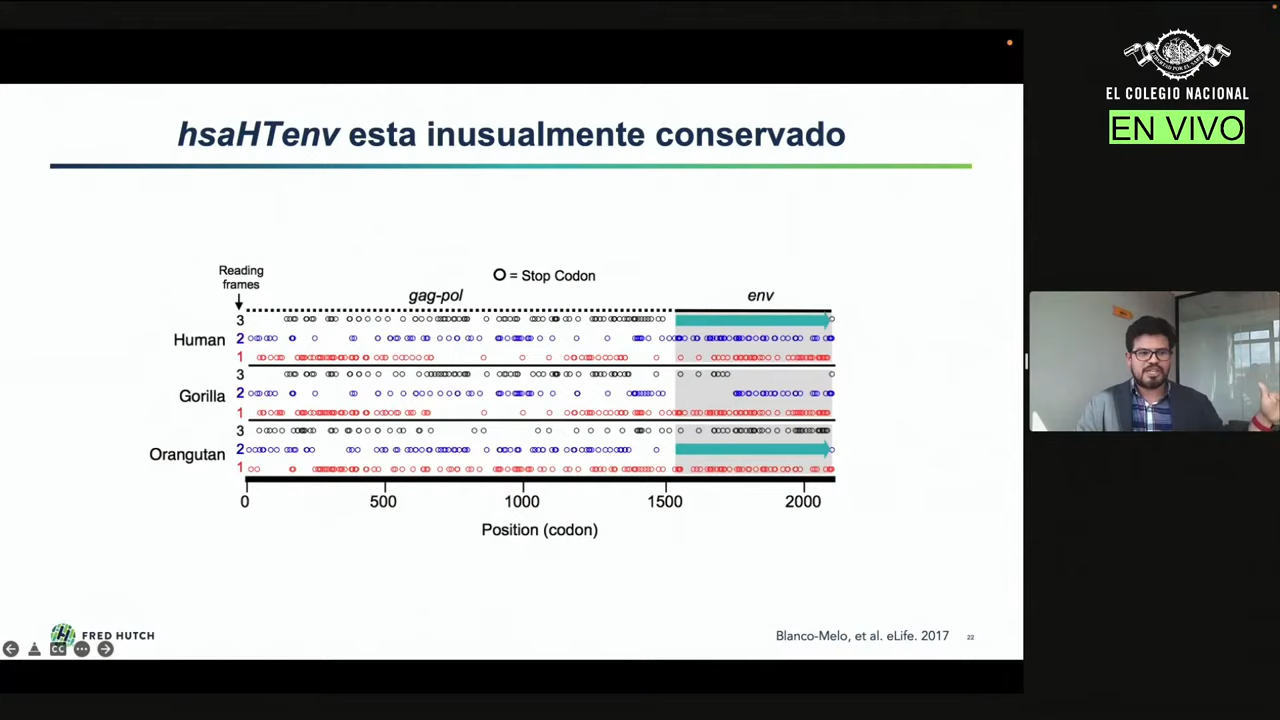 hsaHTenv esta inusualmente conservado
Reading
frames
O = Stop Codon
gag-pol
env
3
Human 2
1
3
Gorilla 2
1
3
Orangutan 2
1
0 500 1000 1500 2000
Position (codon)
FRED HUTCH
CC
Blanco-Melo, et al. eLife. 2017 22
EL COLEGIO NACIONAL
EN VIVO